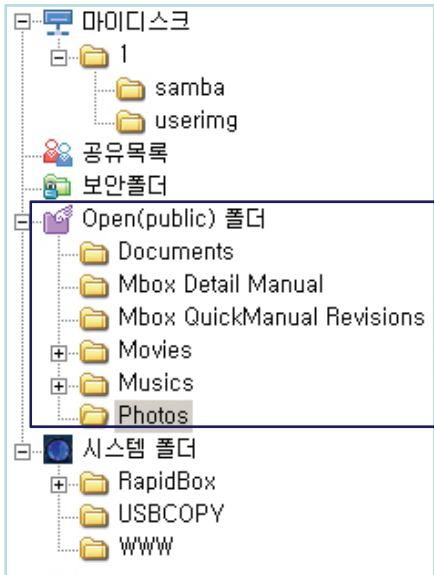 마이디스크
1
samba
userimg
공유목록
보안폴더
Open(public) 폴더
Documents
Mbox Detail Manual
Mbox QuickManual Revisions
Movies
Musics
Photos
시스템 폴더
RapidBox
USBCOPY
WWW